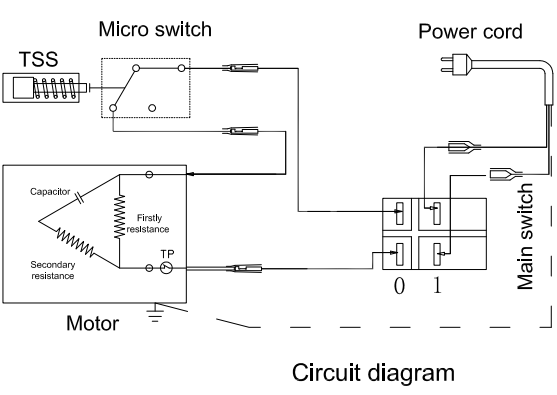 Micro switch
Power cord
TSS
Capacitor
Firstly
resistance
TP
Secondary
resistance
Main switch
0 1
Motor
Circuit diagram